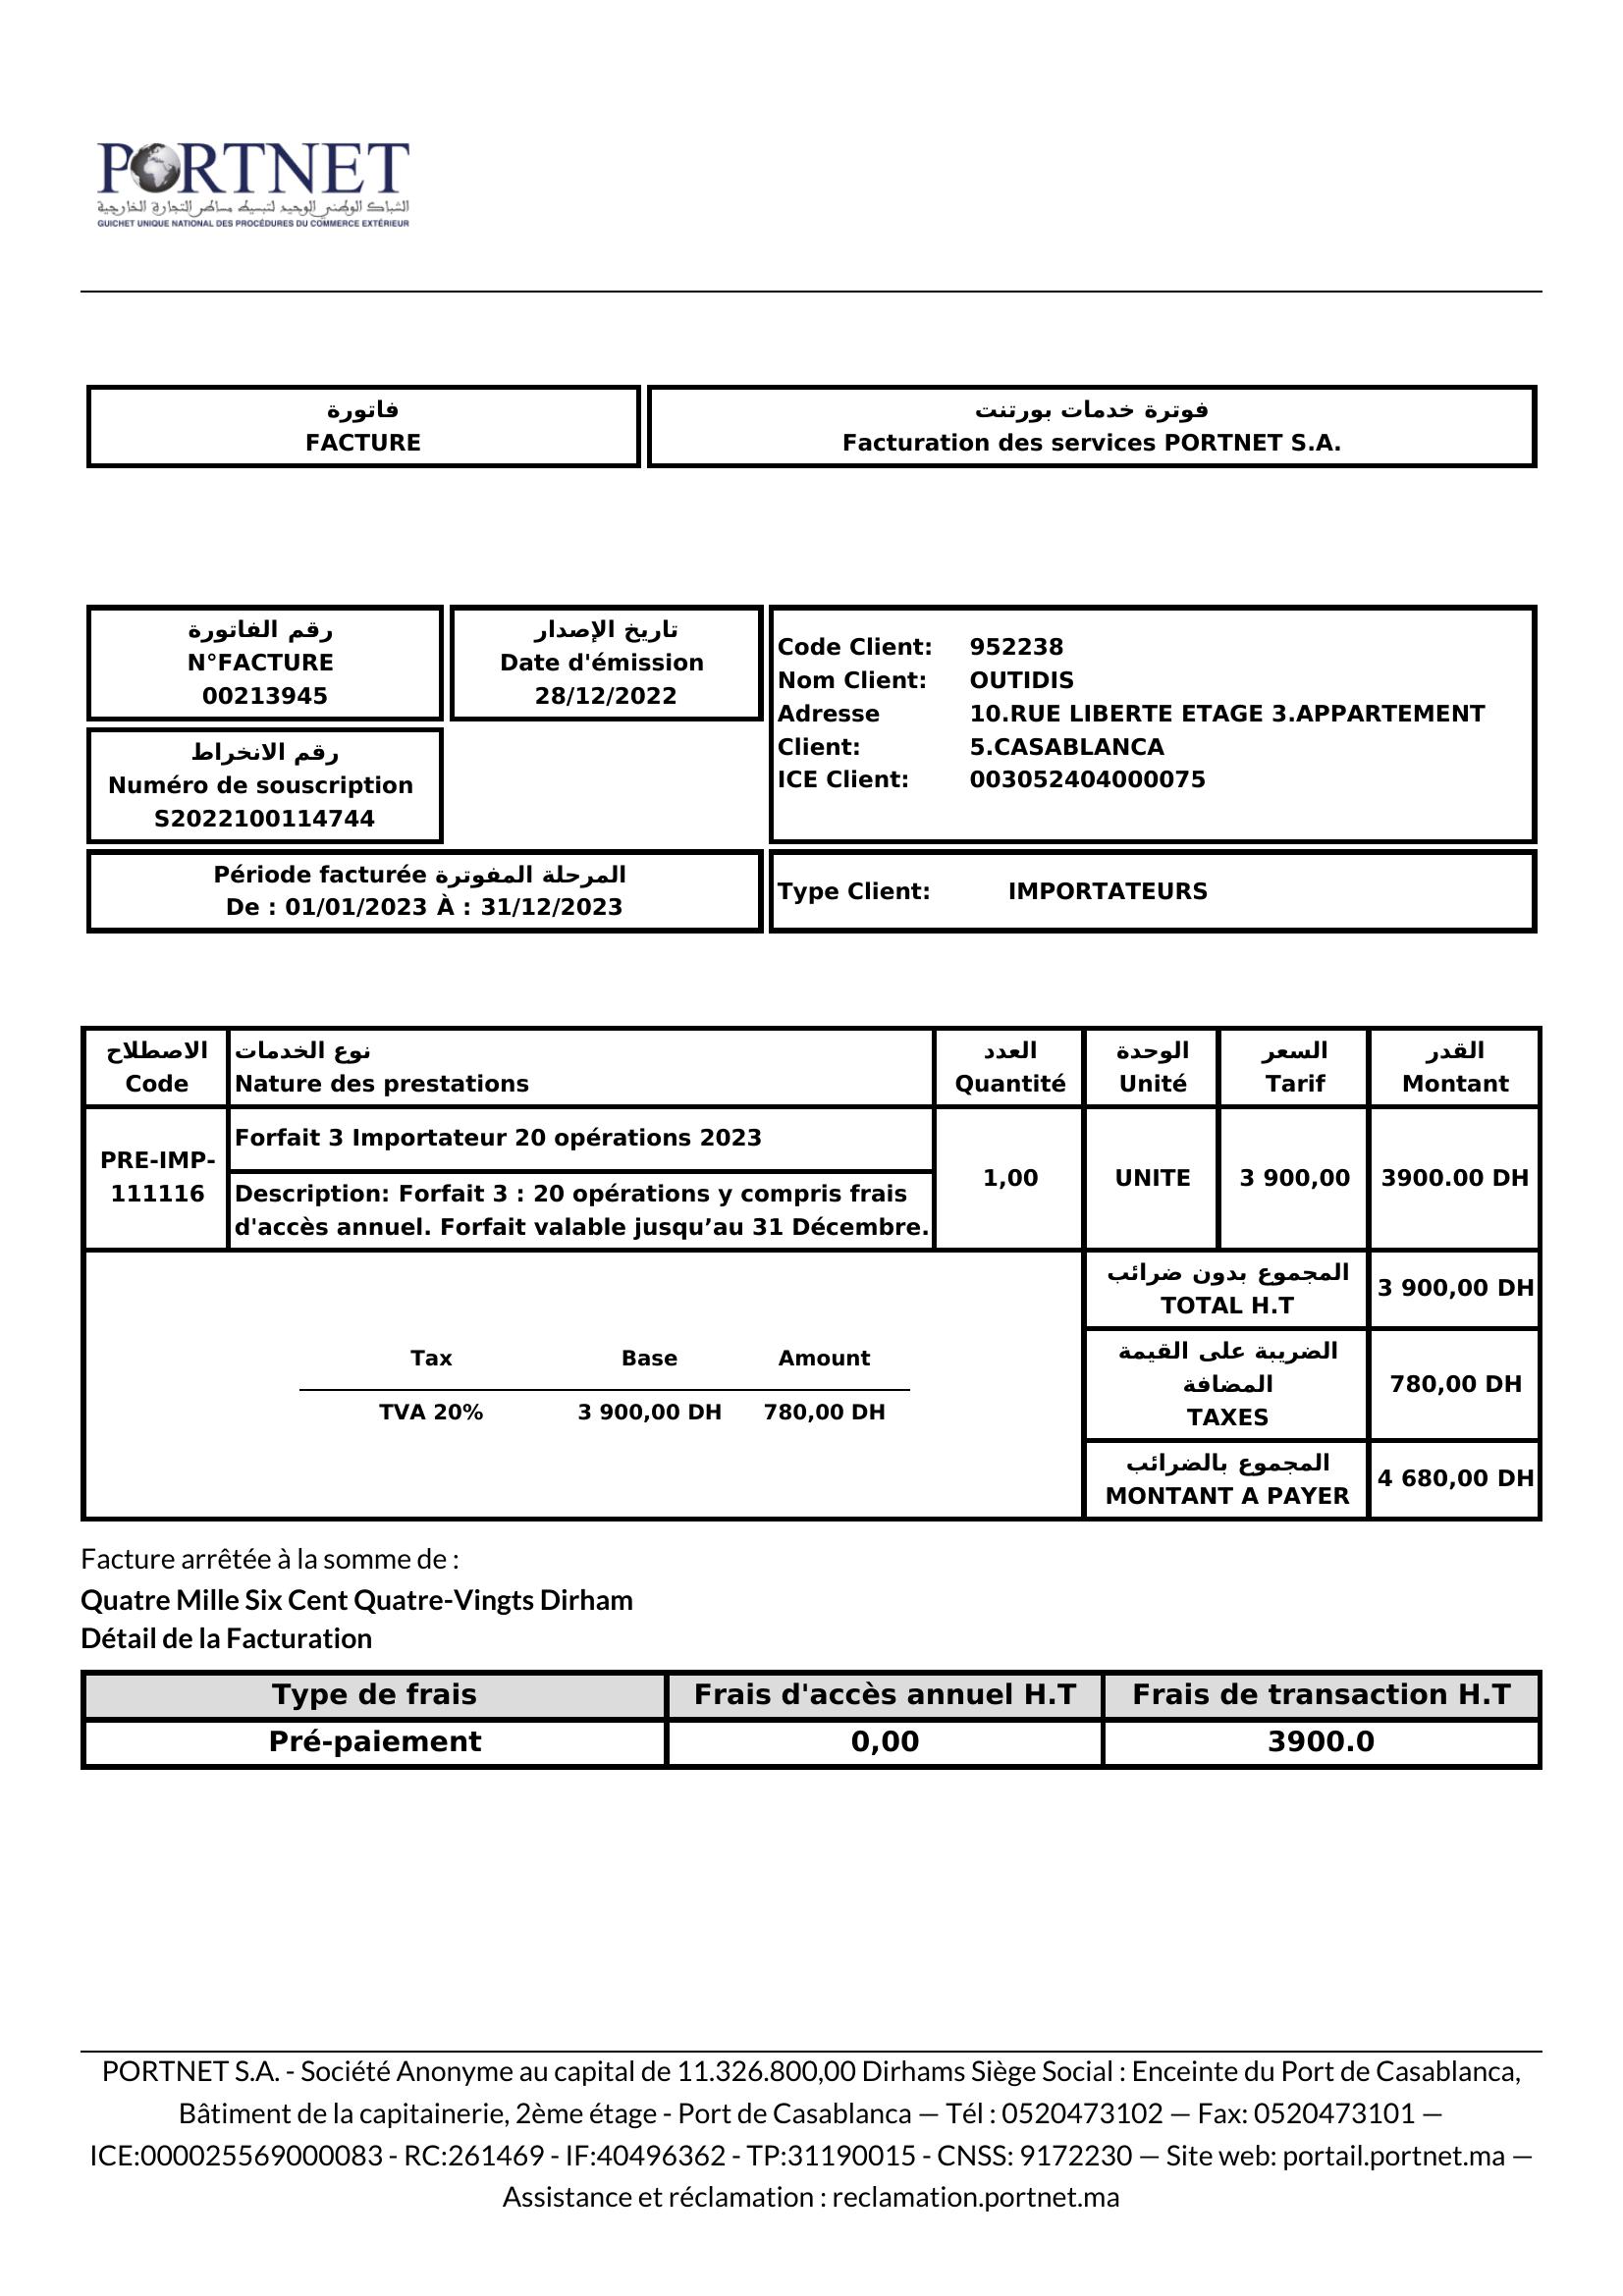 PORTNET
الشباك الوطني الوحيد لتبسيط مساطر التجارة الخارجية
GUICHET UNIQUE NATIONAL DES PROCÉDURES DU COMMERCE EXTÉRIEUR
فاتورة
FACTURE
فوترة خدمات بورتنت
Facturation des services PORTNET S.A.
رقم الفاتورة
N°FACTURE
00213945
تاريخ الإصدار
Date d'émission
28/12/2022
Code Client: 952238
Nom Client: OUTIDIS
Adresse 10.RUE LIBERTE ETAGE 3.APPARTEMENT
Client: 5.CASABLANCA
ICE Client: 003052404000075
رقم الانخراط
Numéro de souscription
S2022100114744
Période facturée المرحلة المفوترة
De : 01/01/2023 À : 31/12/2023
Type Client: IMPORTATEURS
الاصطلاح نوع الخدمات العدد الوحدة السعر القدر
Code Nature des prestations Quantité Unité Tarif Montant
PRE-IMP-
111116
Forfait 3 Importateur 20 opérations 2023
Description: Forfait 3 : 20 opérations y compris frais
d'accès annuel. Forfait valable jusqu’au 31 Décembre.
1,00 UNITE 3 900,00 3900.00 DH
المجموع بدون ضرائب
TOTAL H.T 3 900,00 DH
Tax Base Amount
TVA 20% 3 900,00 DH 780,00 DH
الضريبة على القيمة
المضافة
TAXES 780,00 DH
المجموع بالضرائب
MONTANT A PAYER 4 680,00 DH
Facture arrêtée à la somme de :
Quatre Mille Six Cent Quatre-Vingts Dirham
Détail de la Facturation
Type de frais Frais d'accès annuel H.T Frais de transaction H.T
Pré-paiement 0,00 3900.0
PORTNET S.A. - Société Anonyme au capital de 11.326.800,00 Dirhams Siège Social : Enceinte du Port de Casablanca,
Bâtiment de la capitainerie, 2ème étage - Port de Casablanca — Tél : 0520473102 — Fax: 0520473101 —
ICE:000025569000083 - RC:261469 - IF:40496362 - TP:31190015 - CNSS: 9172230 — Site web: portail.portnet.ma —
Assistance et réclamation : reclamation.portnet.ma